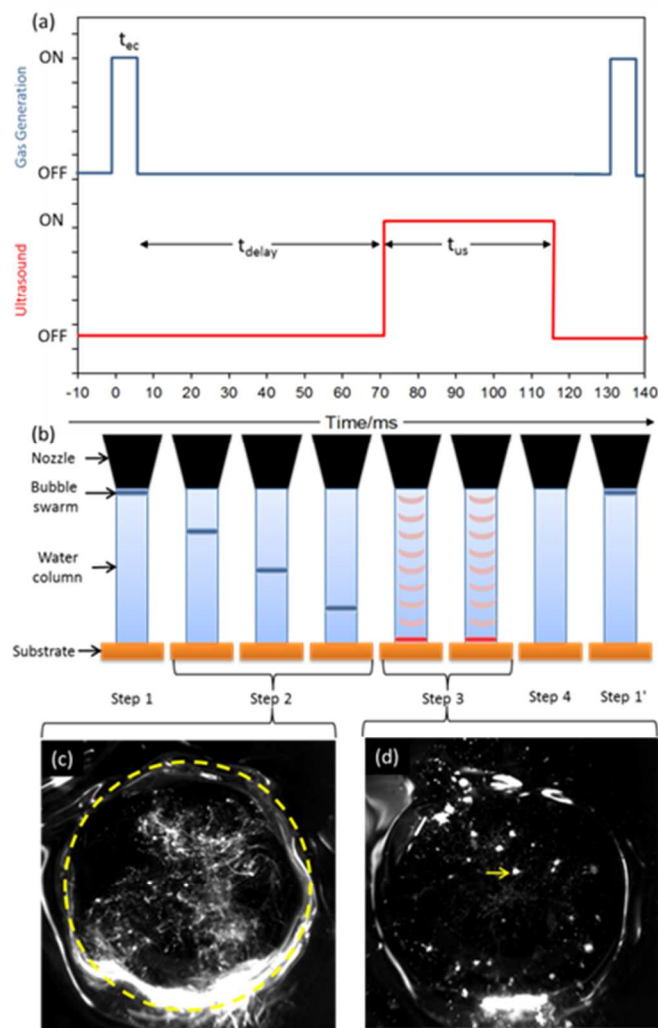 (a)
t_ec
ON
Gas Generation
OFF
ON
Ultrasound
t_delay
t_us
OFF
-10 0 10 20 30 40 50 60 70 80 90 100 110 120 130 140
Time/ms
(b)
Nozzle
Bubble
swarm
Water
column
Substrate
Step 1 Step 2 Step 3 Step 4 Step 1'
(c)
(d)